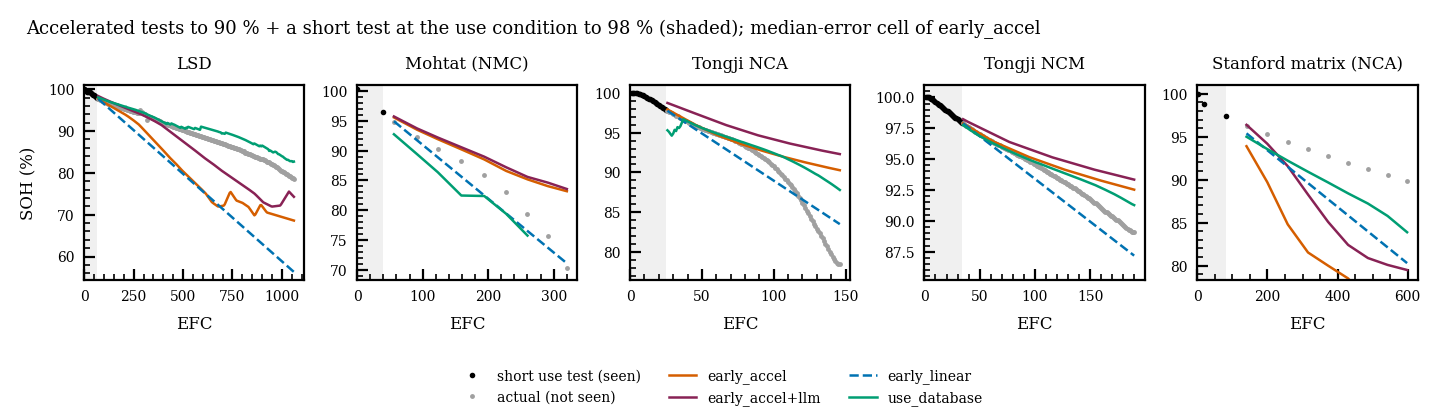 Accelerated tests to 90 % + a short test at the use condition to 98 % (shaded); median-error cell of early_accel
LSD
Mohtat (NMC)
Tongji NCA
Tongji NCM
Stanford matrix (NCA)
SOH (%)
100
90
80
70
60
0 250 500 750 1000
EFC
100
95
90
85
80
75
70
0 100 200 300
EFC
100
95
90
85
80
0 50 100 150
EFC
100.0
97.5
95.0
92.5
90.0
87.5
0 50 100 150
EFC
100
95
90
85
80
0 200 400 600
EFC
short use test (seen)
actual (not seen)
early_accel
early_accel+llm
early_linear
use_database